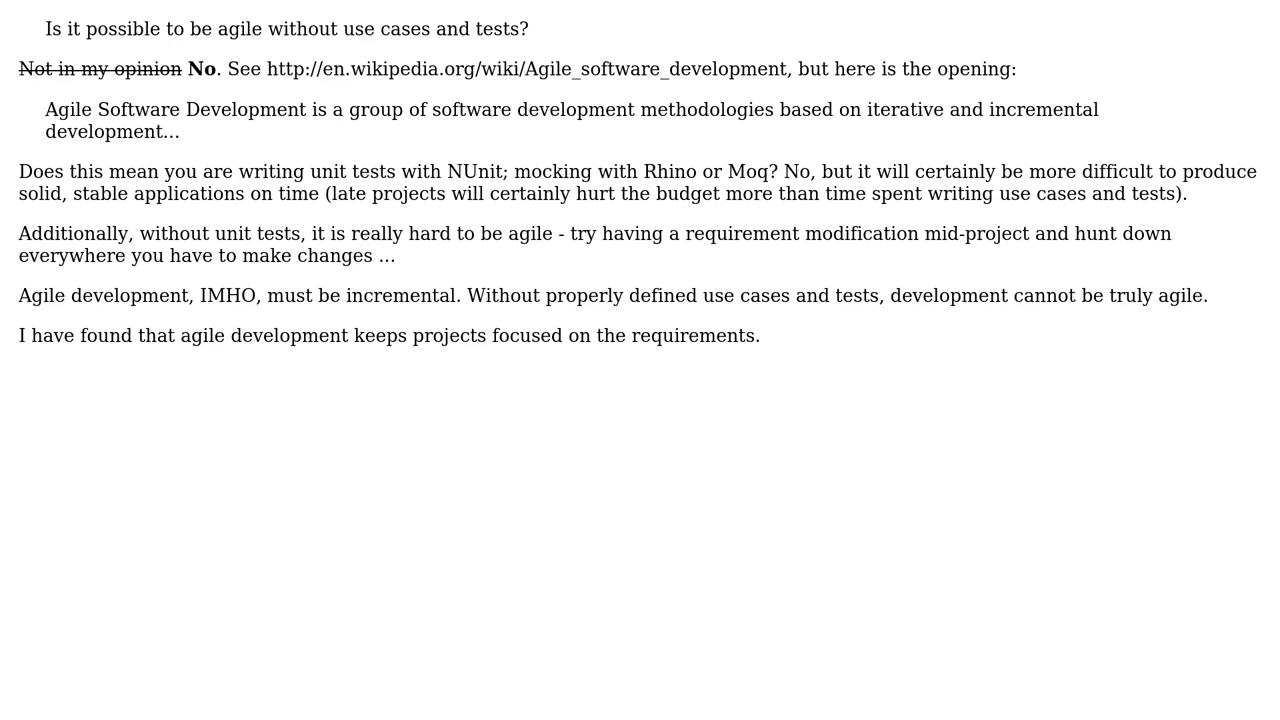 Is it possible to be agile without use cases and tests?
Not in my opinion No. See http://en.wikipedia.org/wiki/Agile_software_development, but here is the opening:
Agile Software Development is a group of software development methodologies based on iterative and incremental
development...
Does this mean you are writing unit tests with NUnit; mocking with Rhino or Moq? No, but it will certainly be more difficult to produce
solid, stable applications on time (late projects will certainly hurt the budget more than time spent writing use cases and tests).
Additionally, without unit tests, it is really hard to be agile - try having a requirement modification mid-project and hunt down
everywhere you have to make changes ...
Agile development, IMHO, must be incremental. Without properly defined use cases and tests, development cannot be truly agile.
I have found that agile development keeps projects focused on the requirements.